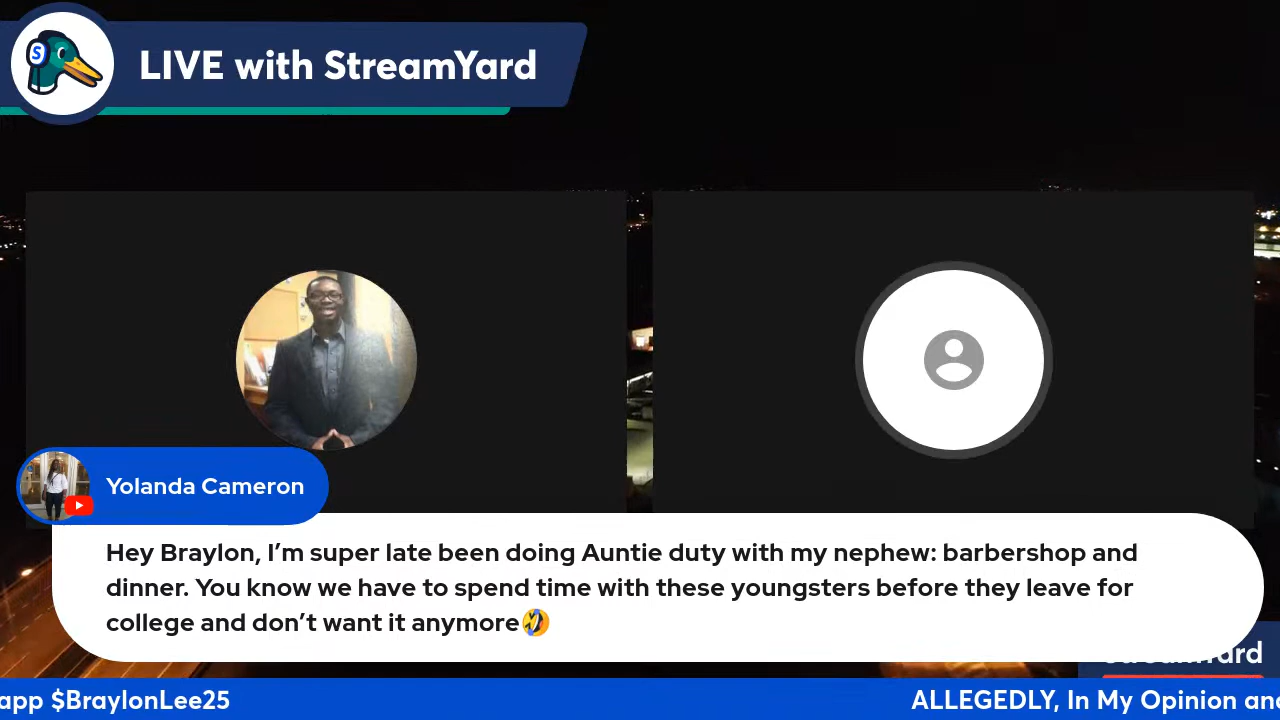 S
LIVE with StreamYard
Yolanda Cameron
Hey Braylon, I’m super late been doing Auntie duty with my nephew: barbershop and
dinner. You know we have to spend time with these youngsters before they leave for
college and don’t want it anymore🤣
StreamYard
app $BraylonLee25
ALLEGEDLY, In My Opinion and